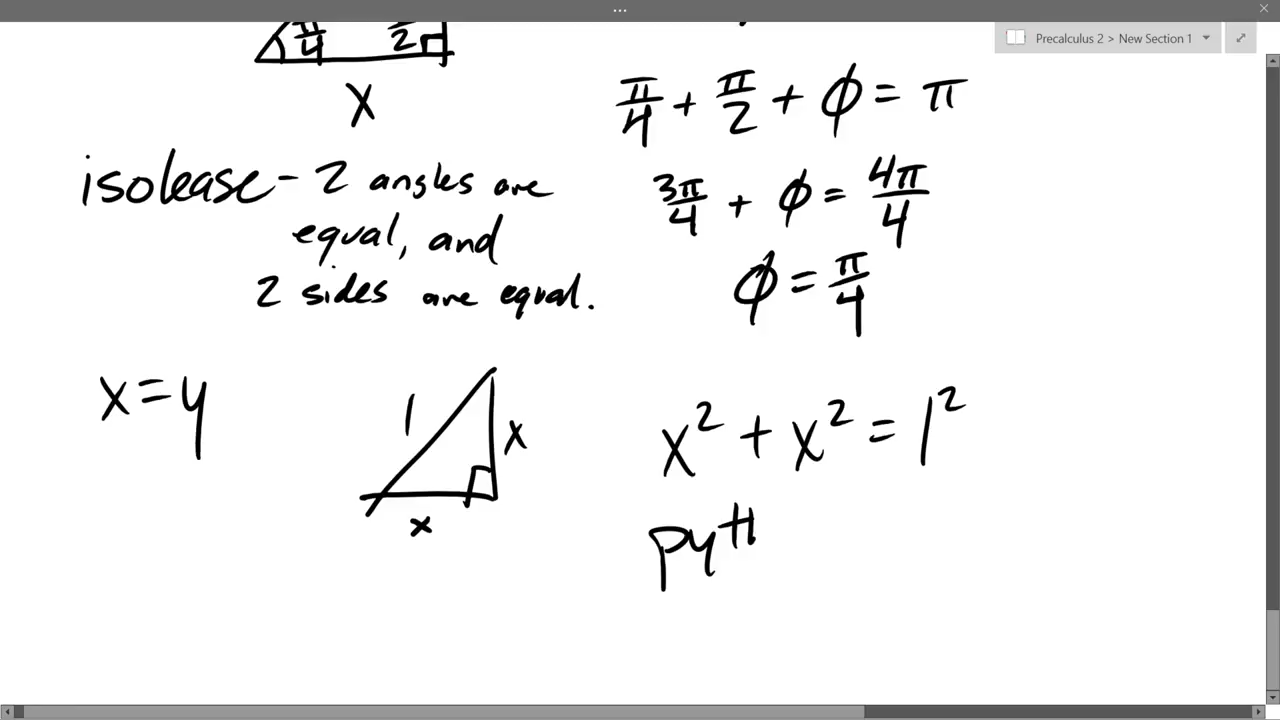 Precalculus 2 > New Section 1
π/4 π/2
x
π/4 + π/2 + ϕ = π
isolease - 2 angles are
equal, and
2 sides are equal.
3π/4 + ϕ = 4π/4
ϕ = π/4
x = y
1
x
x
x² + x² = 1²
pyth